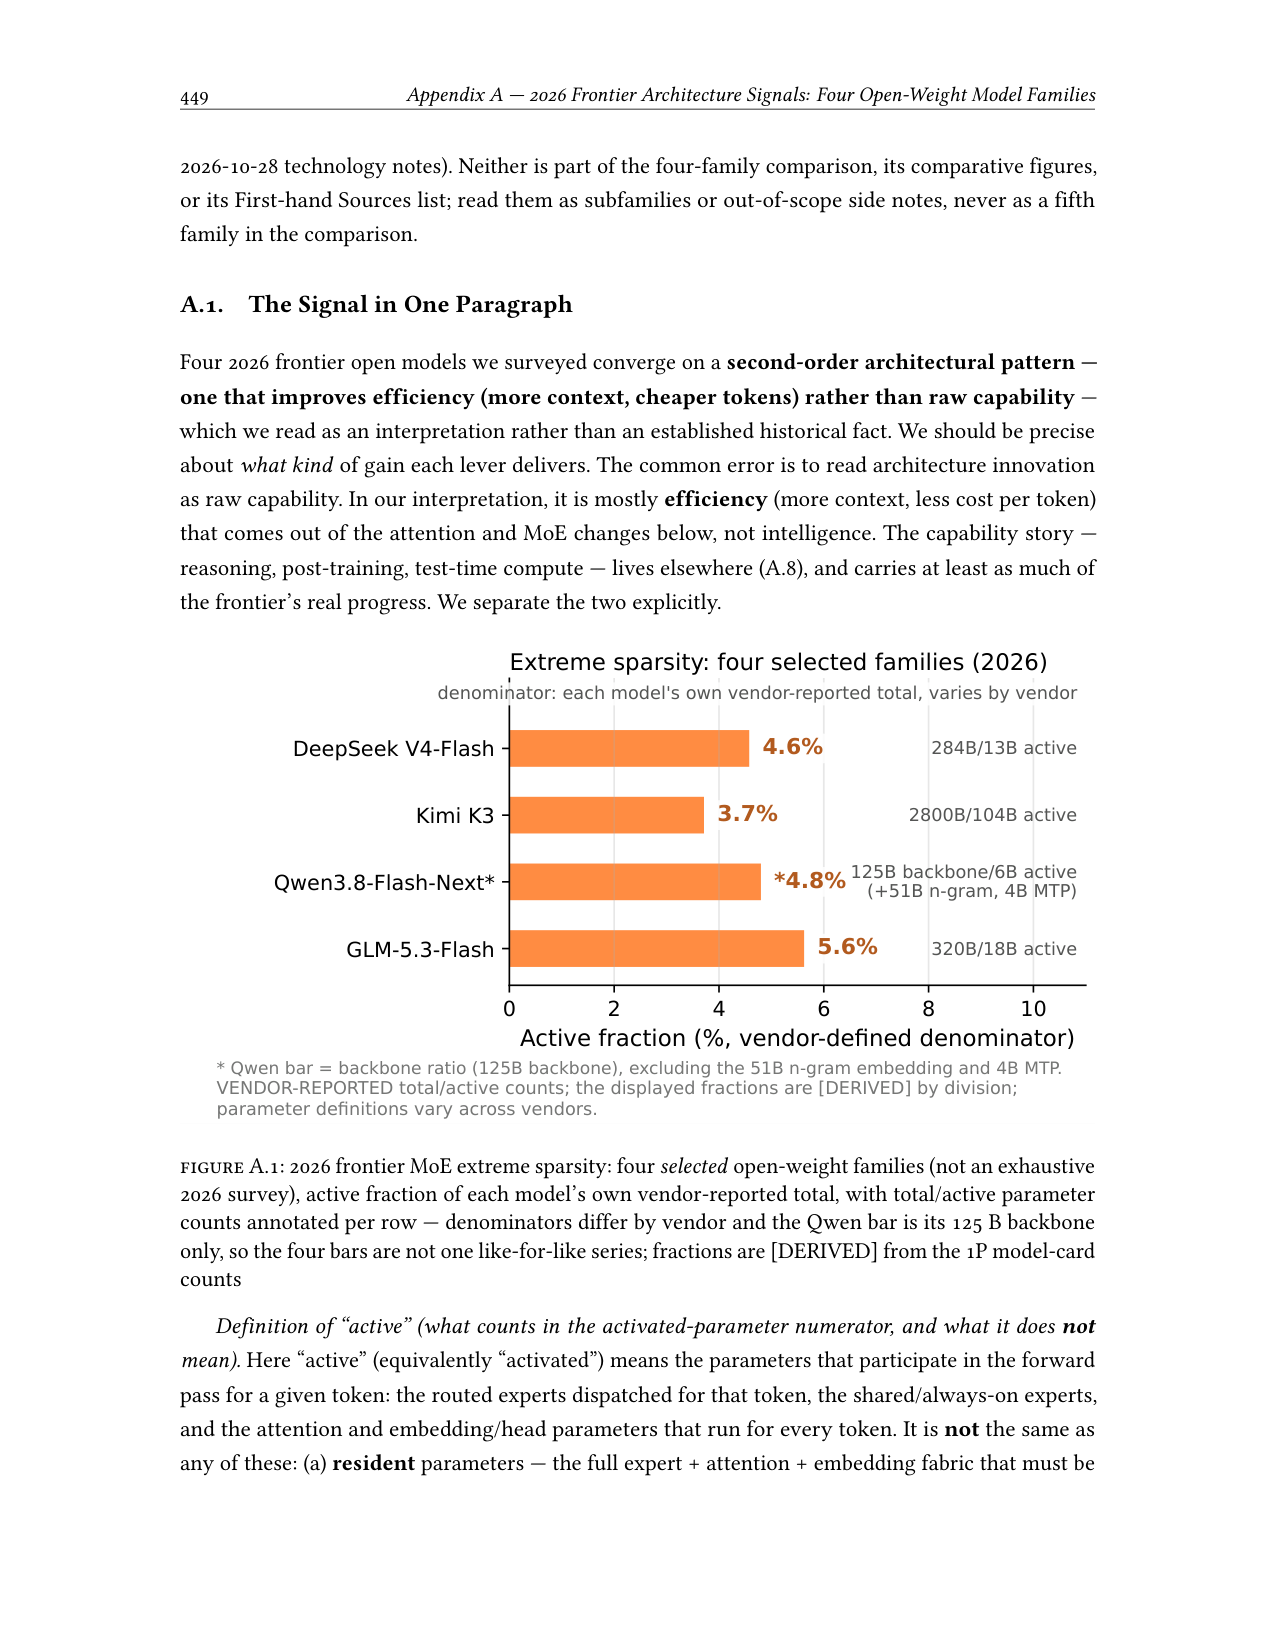 449 Appendix A — 2026 Frontier Architecture Signals: Four Open-Weight Model Families
2026-10-28 technology notes). Neither is part of the four-family comparison, its comparative figures,
or its First-hand Sources list; read them as subfamilies or out-of-scope side notes, never as a fifth
family in the comparison.
A.1. The Signal in One Paragraph
Four 2026 frontier open models we surveyed converge on a second-order architectural pattern —
one that improves efficiency (more context, cheaper tokens) rather than raw capability —
which we read as an interpretation rather than an established historical fact. We should be precise
about what kind of gain each lever delivers. The common error is to read architecture innovation
as raw capability. In our interpretation, it is mostly efficiency (more context, less cost per token)
that comes out of the attention and MoE changes below, not intelligence. The capability story —
reasoning, post-training, test-time compute — lives elsewhere (A.8), and carries at least as much of
the frontier's real progress. We separate the two explicitly.
Extreme sparsity: four selected families (2026)
denominator: each model's own vendor-reported total, varies by vendor
DeepSeek V4-Flash 4.6% 284B/13B active
Kimi K3 3.7% 2800B/104B active
Qwen3.8-Flash-Next* *4.8% 125B backbone/6B active
(+51B n-gram, 4B MTP)
GLM-5.3-Flash 5.6% 320B/18B active
0 2 4 6 8 10
Active fraction (%, vendor-defined denominator)
* Qwen bar = backbone ratio (125B backbone), excluding the 51B n-gram embedding and 4B MTP.
VENDOR-REPORTED total/active counts; the displayed fractions are [DERIVED] by division;
parameter definitions vary across vendors.
FIGURE A.1: 2026 frontier MoE extreme sparsity: four selected open-weight families (not an exhaustive
2026 survey), active fraction of each model's own vendor-reported total, with total/active parameter
counts annotated per row — denominators differ by vendor and the Qwen bar is its 125 B backbone
only, so the four bars are not one like-for-like series; fractions are [DERIVED] from the 1P model-card
counts
Definition of “active” (what counts in the activated-parameter numerator, and what it does not
mean). Here “active” (equivalently “activated”) means the parameters that participate in the forward
pass for a given token: the routed experts dispatched for that token, the shared/always-on experts,
and the attention and embedding/head parameters that run for every token. It is not the same as
any of these: (a) resident parameters — the full expert + attention + embedding fabric that must be